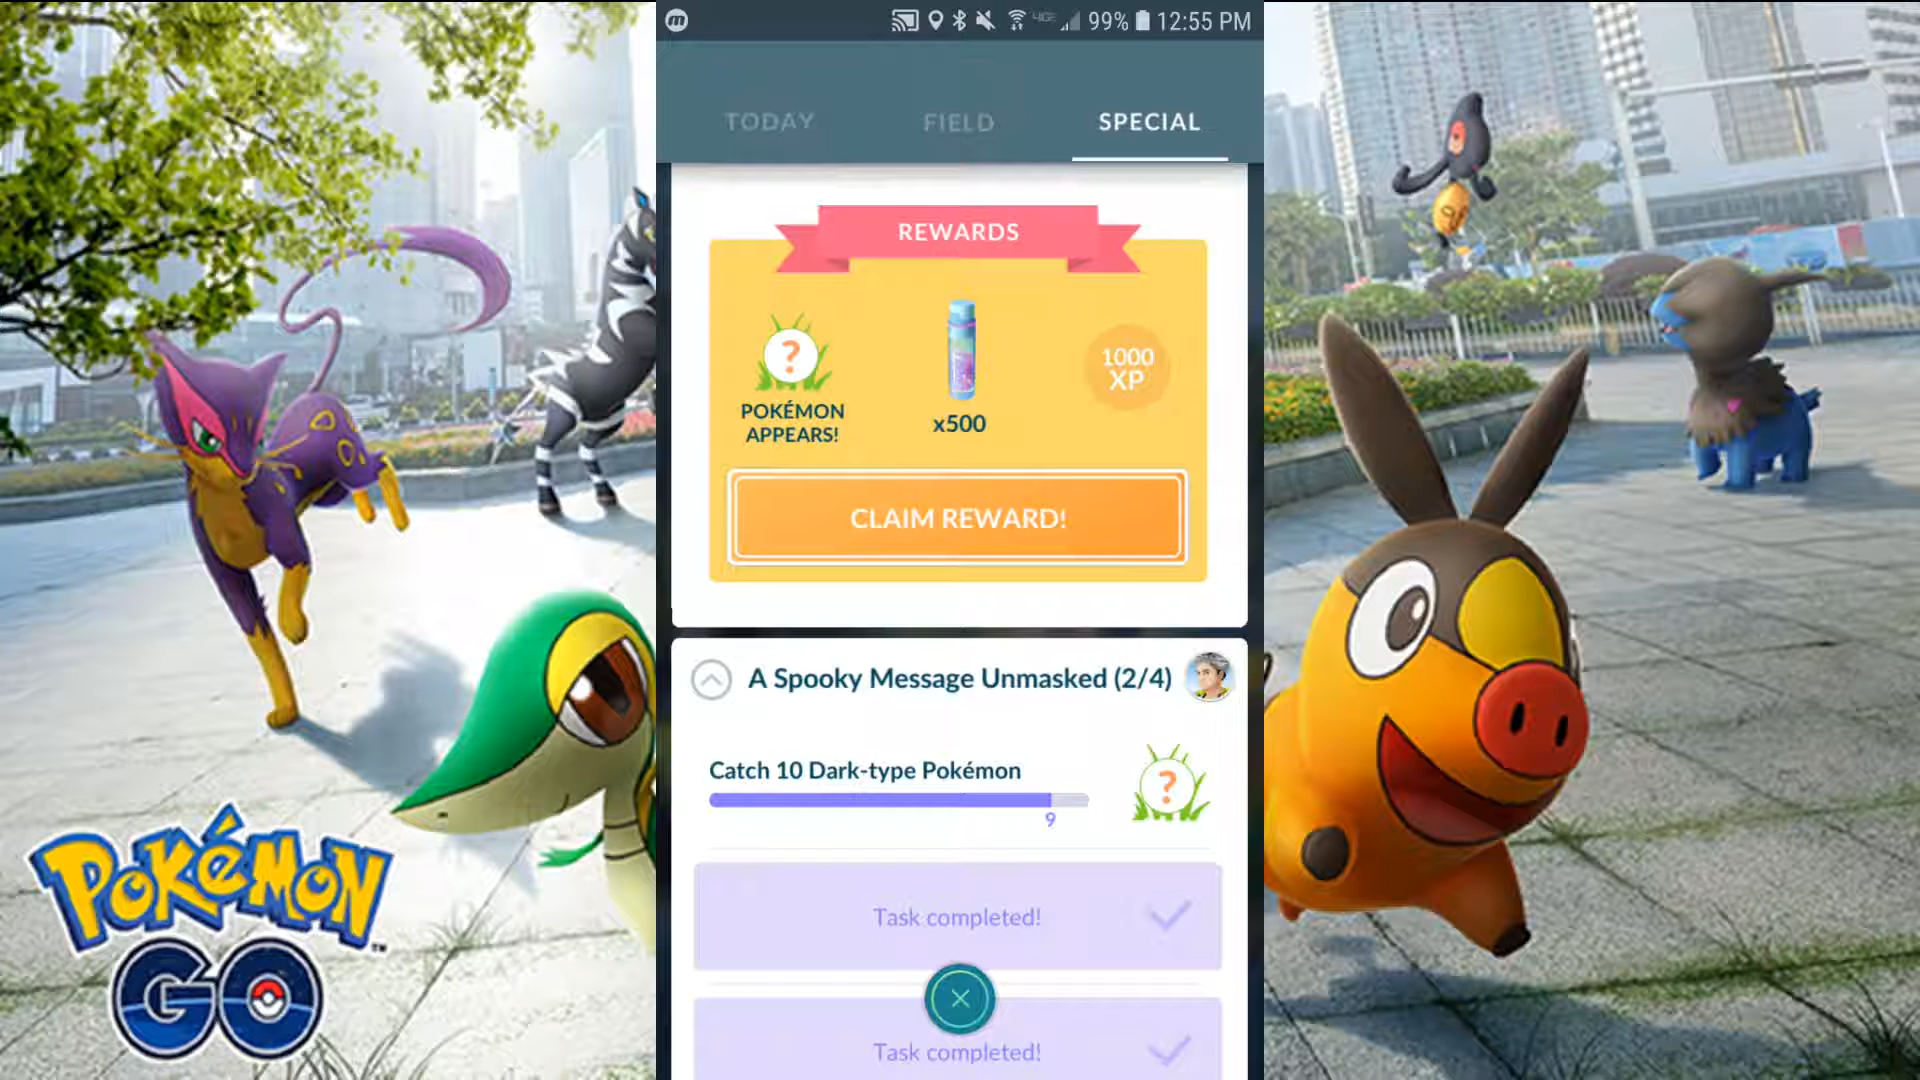 99% 12:55 PM
TODAY FIELD SPECIAL
REWARDS
?
1000
XP
POKÉMON
APPEARS!
x500
CLAIM REWARD!
A Spooky Message Unmasked (2/4)
Catch 10 Dark-type Pokémon
?
9
Task completed!
Task completed!
POKÉMON
GO
TM